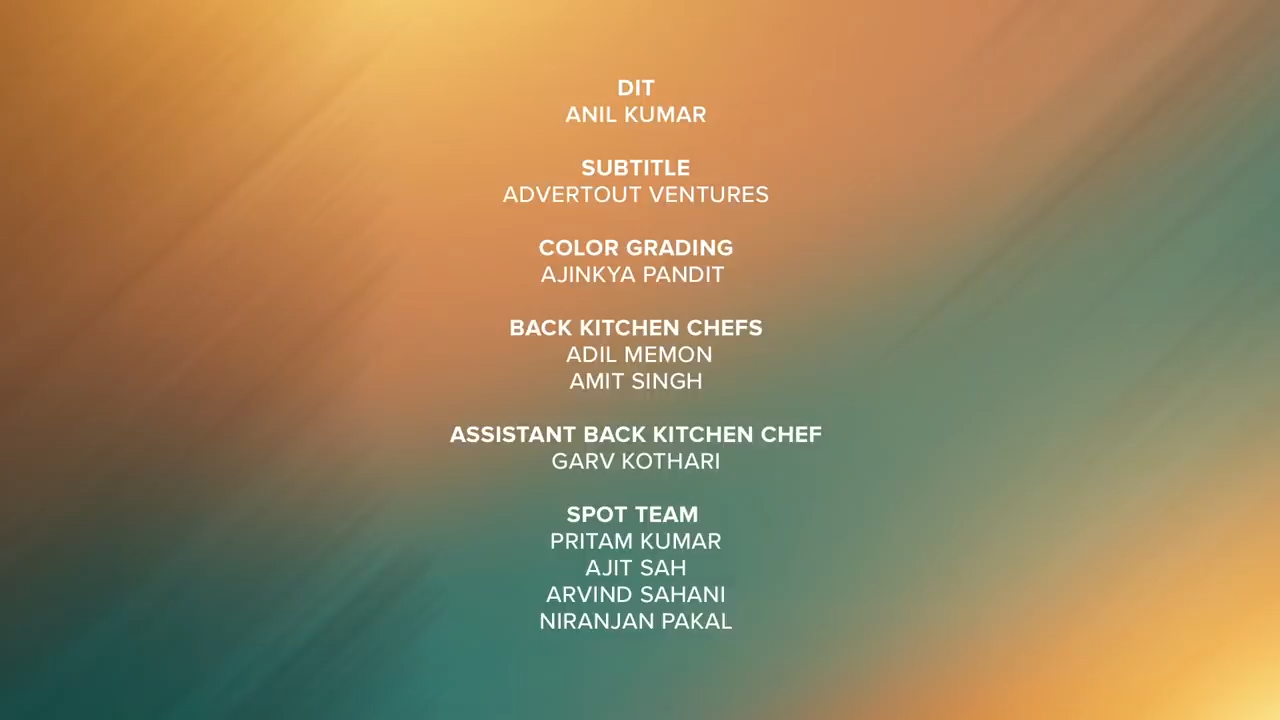 DIT
ANIL KUMAR
SUBTITLE
ADVERTOUT VENTURES
COLOR GRADING
AJINKYA PANDIT
BACK KITCHEN CHEFS
ADIL MEMON
AMIT SINGH
ASSISTANT BACK KITCHEN CHEF
GARV KOTHARI
SPOT TEAM
PRITAM KUMAR
AJIT SAH
ARVIND SAHANI
NIRANJAN PAKAL